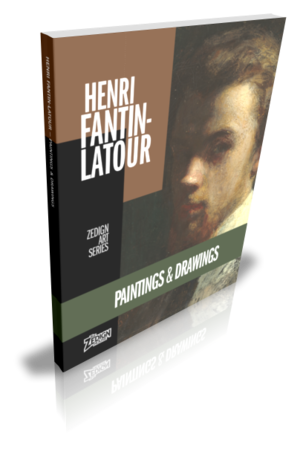 HENRI
FANTIN-
LATOUR
ZEDIGN
ART
SERIES
PAINTINGS & DRAWINGS
ZEDIGN
HENRI FANTIN-LATOUR - PAINTINGS & DRAWINGS